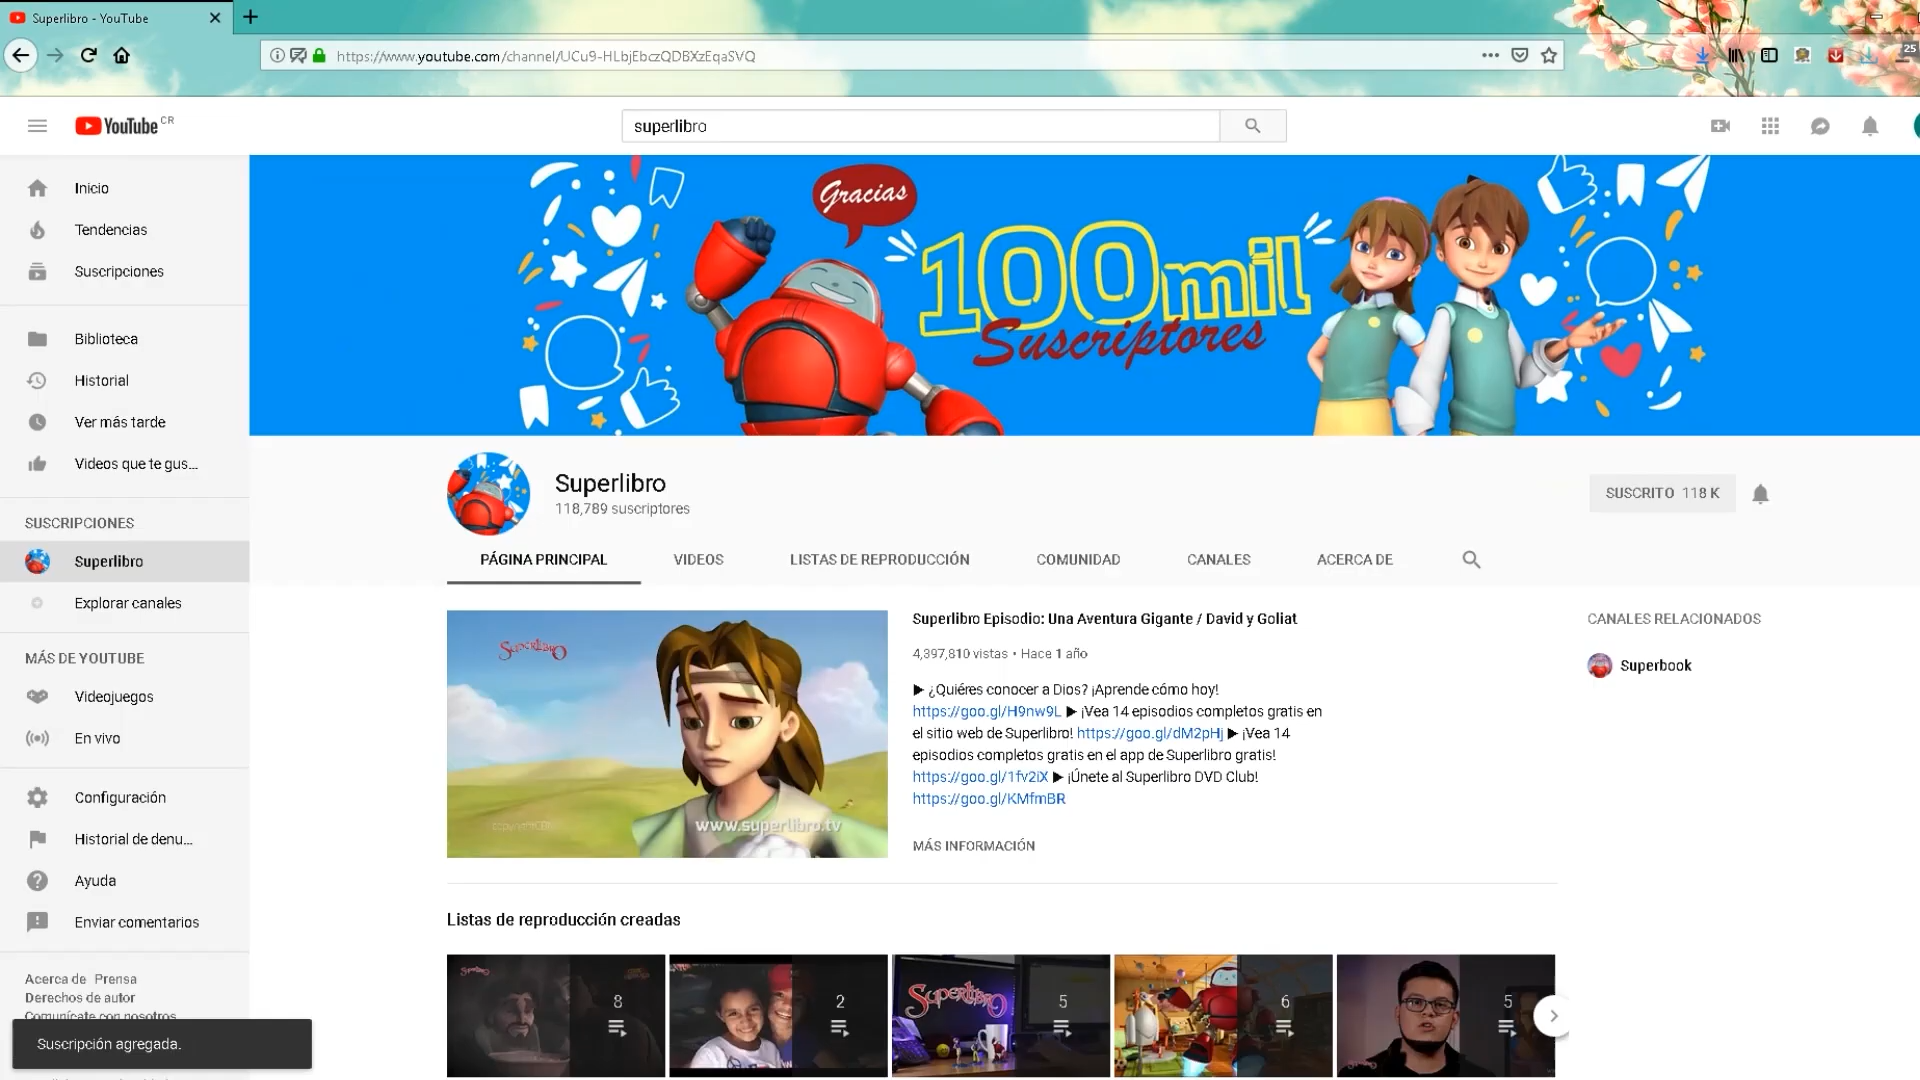 Superlibro - YouTube
https://www.youtube.com/channel/UCu9-HLbjEbczQDBXzEqaSVQ
25
YouTube CR
superlibro
Inicio
Tendencias
Suscripciones
Biblioteca
Historial
Ver más tarde
Videos que te gus...
SUSCRIPCIONES
Superlibro
Explorar canales
MÁS DE YOUTUBE
Videojuegos
En vivo
Configuración
Historial de denu...
Ayuda
Enviar comentarios
Acerca de Prensa
Derechos de autor
Comunícate con nosotros
Suscripción agregada.
Gracias
100mil
Suscriptores
Superlibro
118,789 suscriptores
SUSCRITO 118 K
PÁGINA PRINCIPAL
VIDEOS
LISTAS DE REPRODUCCIÓN
COMUNIDAD
CANALES
ACERCA DE
SUPERLIBRO
www.superlibro.tv
Superlibro Episodio: Una Aventura Gigante / David y Goliat
4,397,810 vistas • Hace 1 año
▶ ¿Quiéres conocer a Dios? ¡Aprende cómo hoy!
https://goo.gl/H9nw9L ▶ ¡Vea 14 episodios completos gratis en
el sitio web de Superlibro! https://goo.gl/dM2pHj ▶ ¡Vea 14
episodios completos gratis en el app de Superlibro gratis!
https://goo.gl/1fv2iX ▶ ¡Únete al Superlibro DVD Club!
https://goo.gl/KMfmBR
MÁS INFORMACIÓN
CANALES RELACIONADOS
Superbook
Listas de reproducción creadas
8
2
SUPERLIBRO
5
6
5